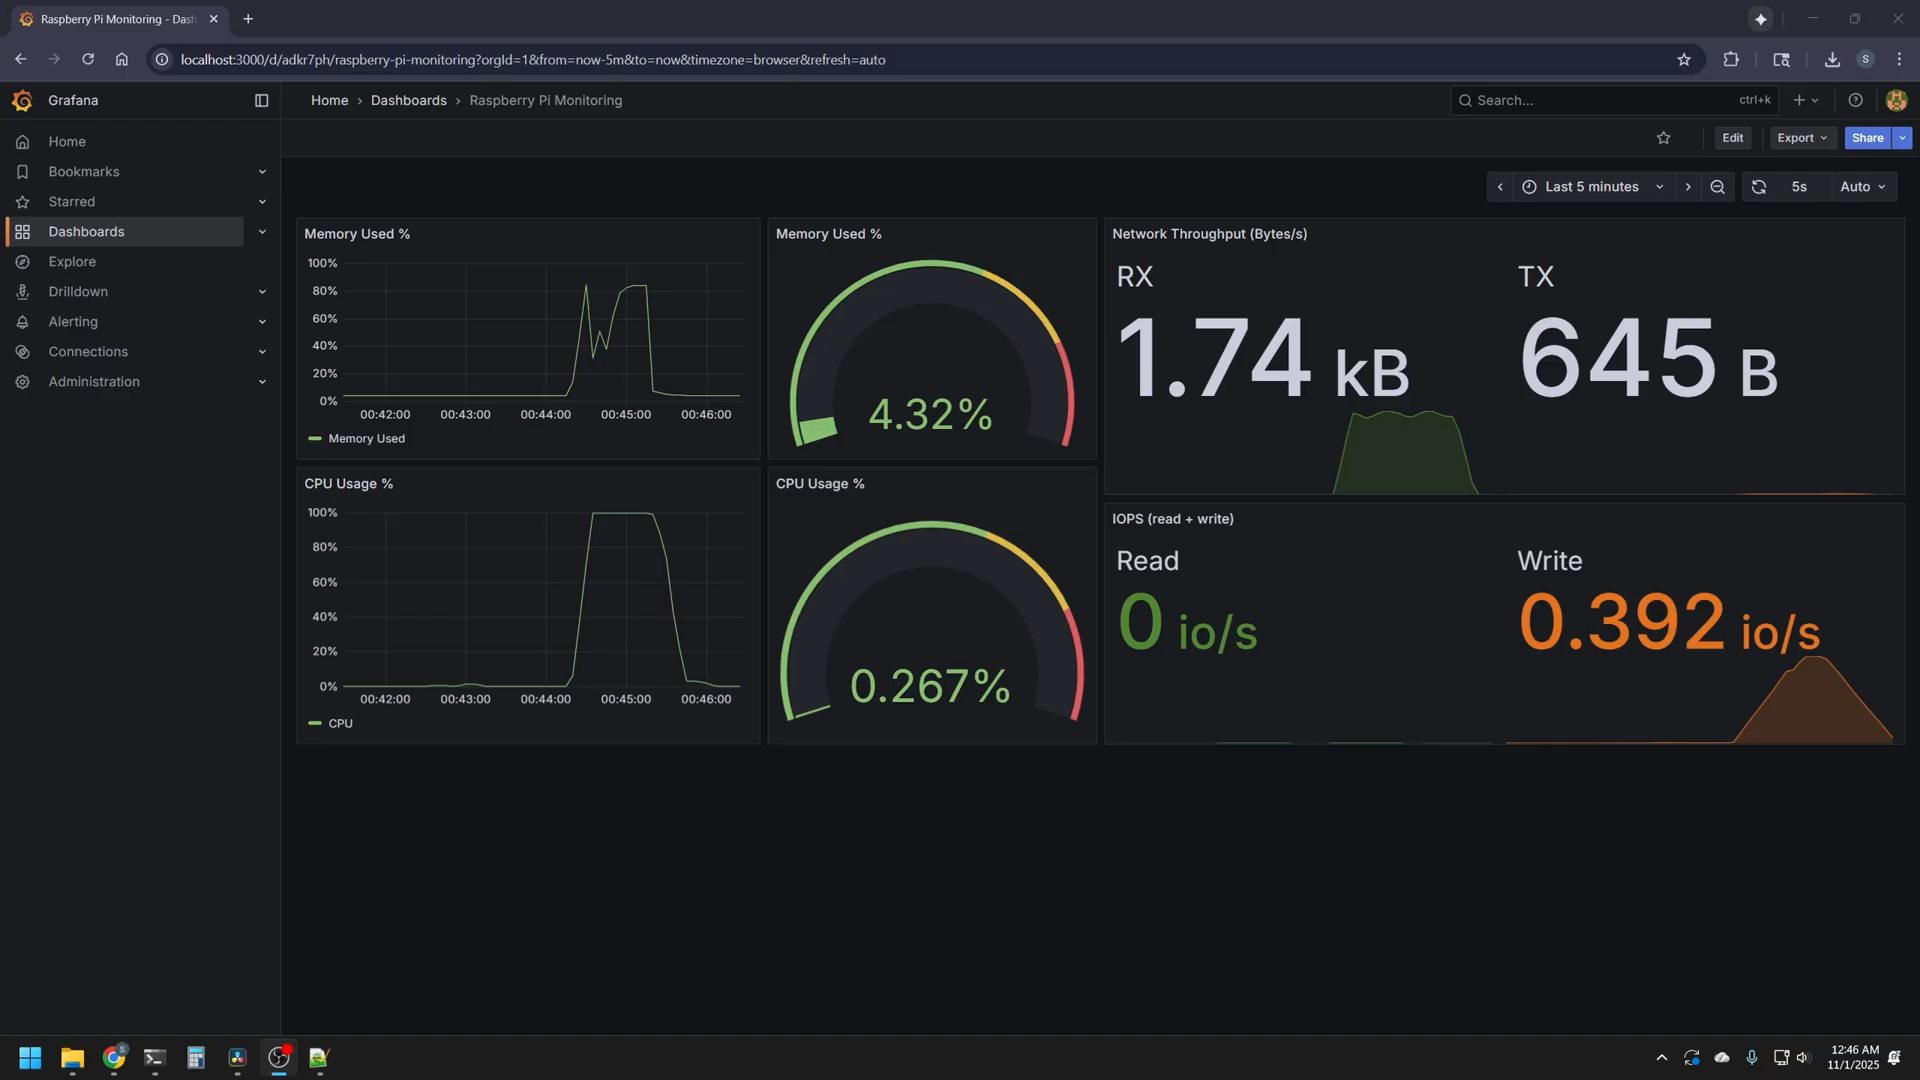 Raspberry Pi Monitoring - Dash
localhost:3000/d/adkr7ph/raspberry-pi-monitoring?orgId=1&from=now-5m&to=now&timezone=browser&refresh=auto
S
Grafana
Home › Dashboards › Raspberry Pi Monitoring
Search... ctrl+k
Edit Export Share
Home
Bookmarks
Starred
Dashboards
Explore
Drilldown
Alerting
Connections
Administration
Last 5 minutes 5s Auto
Memory Used %
100%
80%
60%
40%
20%
0%
00:42:00 00:43:00 00:44:00 00:45:00 00:46:00
Memory Used
Memory Used %
4.32%
Network Throughput (Bytes/s)
RX
1.74 kB
TX
645 B
CPU Usage %
100%
80%
60%
40%
20%
0%
00:42:00 00:43:00 00:44:00 00:45:00 00:46:00
CPU
CPU Usage %
0.267%
IOPS (read + write)
Read
0 io/s
Write
0.392 io/s
S
12:46 AM
11/1/2025